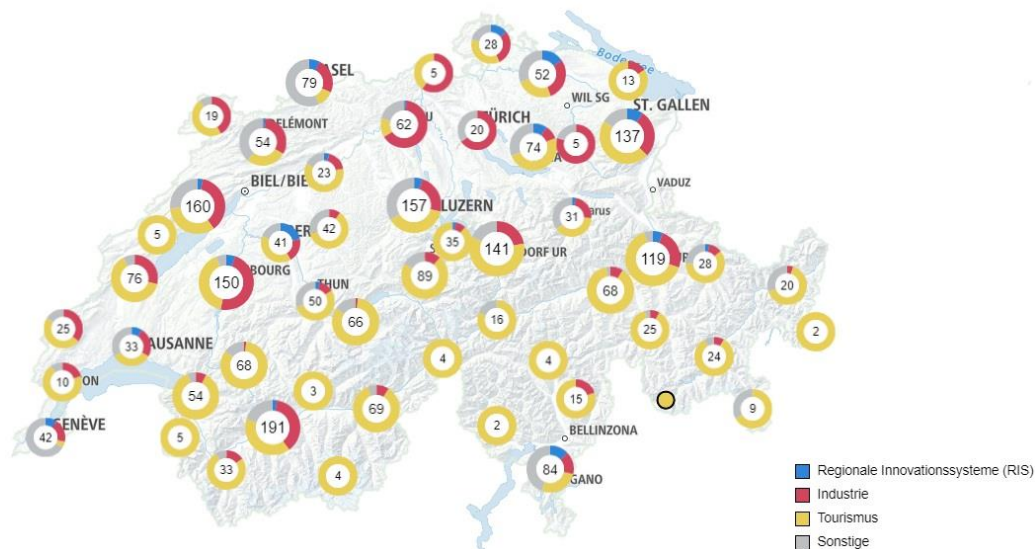 28
Bodensee
ASEL
5
52
79
13
WIL SG
ST. GALLEN
19
ÜRICH
62
U
20
ELÉMONT
137
54
74
5
A
23
BIEL/BIE
VADUZ
160
157
LUZERN
31
arus
5
42
ER
41
35
S
141
DORF UR
119
UR
28
76
150
BOURG
89
68
20
THUN
50
66
16
25
33
AUSANNE
25
2
24
68
4
4
10
ON
54
3
69
15
9
GENÈVE
42
5
191
2
BELLINZONA
33
4
84
GANO
Regionale Innovationssysteme (RIS)
Industrie
Tourismus
Sonstige